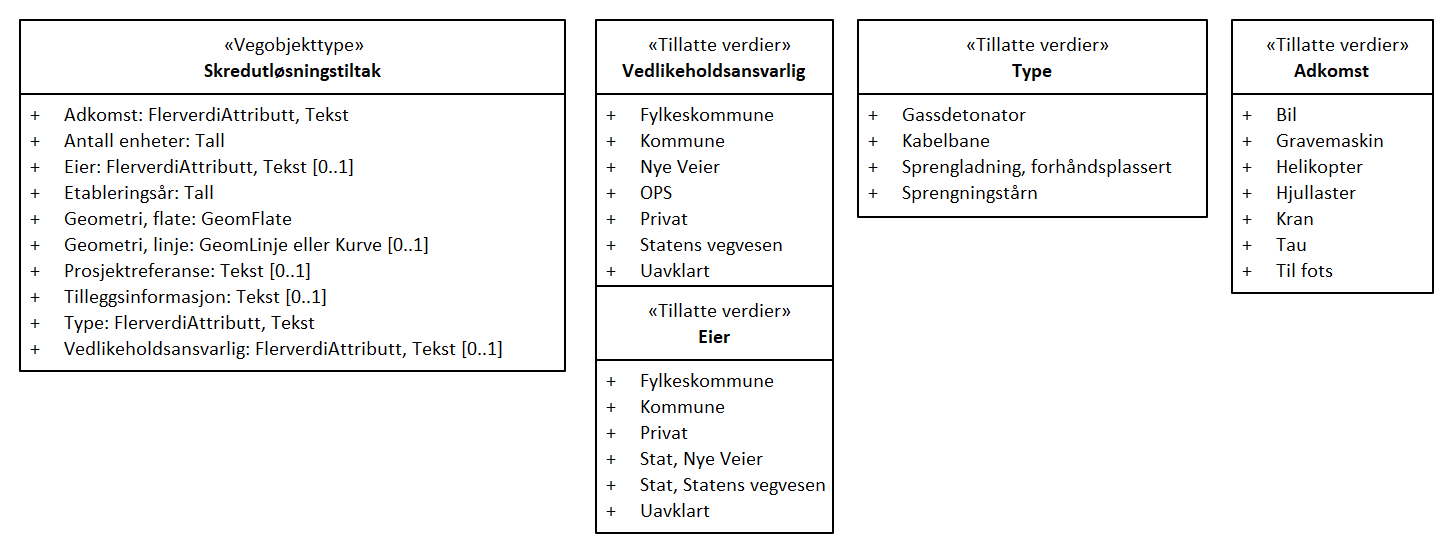 «Vegobjekttype»
Skredutløsningstiltak
+ Adkomst: FlerverdiAttributt, Tekst
+ Antall enheter: Tall
+ Eier: FlerverdiAttributt, Tekst [0..1]
+ Etableringsår: Tall
+ Geometri, flate: GeomFlate
+ Geometri, linje: GeomLinje eller Kurve [0..1]
+ Prosjektreferanse: Tekst [0..1]
+ Tilleggsinformasjon: Tekst [0..1]
+ Type: FlerverdiAttributt, Tekst
+ Vedlikeholdsansvarlig: FlerverdiAttributt, Tekst [0..1]
«Tillatte verdier»
Vedlikeholdsansvarlig
+ Fylkeskommune
+ Kommune
+ Nye Veier
+ OPS
+ Privat
+ Statens vegvesen
+ Uavklart
«Tillatte verdier»
Eier
+ Fylkeskommune
+ Kommune
+ Privat
+ Stat, Nye Veier
+ Stat, Statens vegvesen
+ Uavklart
«Tillatte verdier»
Type
+ Gassdetonator
+ Kabelbane
+ Sprengladning, forhåndsplassert
+ Sprengningstårn
«Tillatte verdier»
Adkomst
+ Bil
+ Gravemaskin
+ Helikopter
+ Hjullaster
+ Kran
+ Tau
+ Til fots